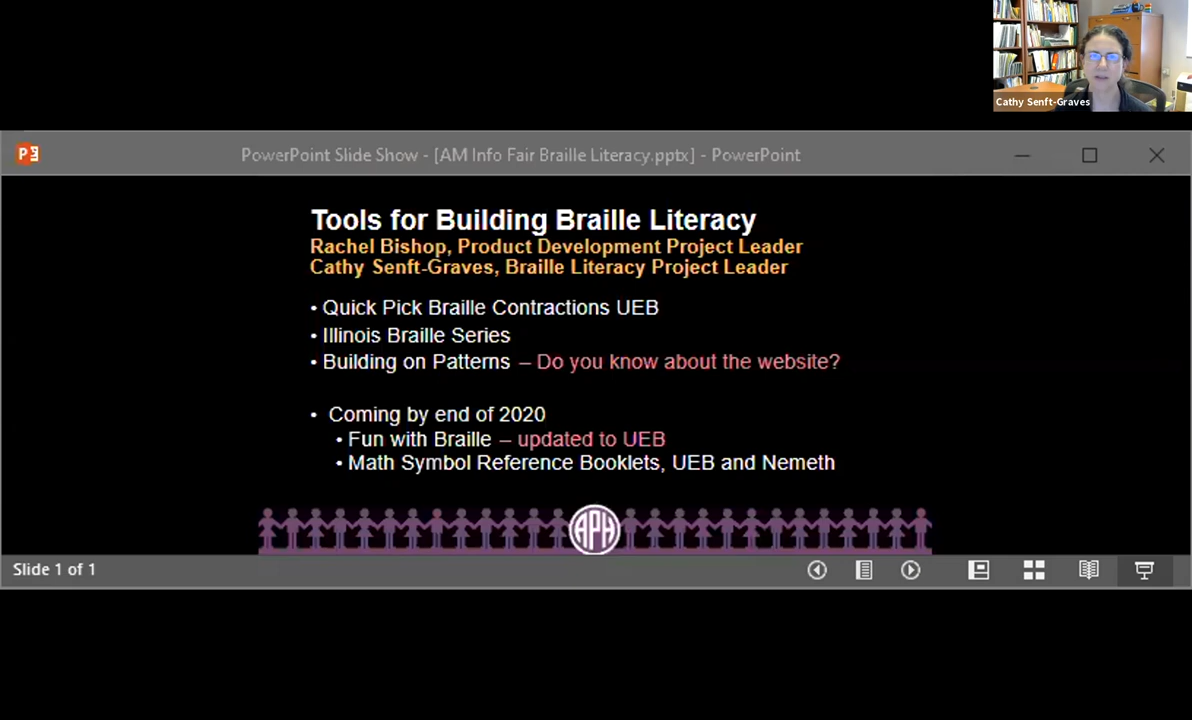 Cathy Senft-Graves
PowerPoint Slide Show - [AM Info Fair Braille Literacy.pptx] - PowerPoint
Tools for Building Braille Literacy
Rachel Bishop, Product Development Project Leader
Cathy Senft-Graves, Braille Literacy Project Leader
• Quick Pick Braille Contractions UEB
• Illinois Braille Series
• Building on Patterns – Do you know about the website?
• Coming by end of 2020
• Fun with Braille – updated to UEB
• Math Symbol Reference Booklets, UEB and Nemeth
APH
Slide 1 of 1